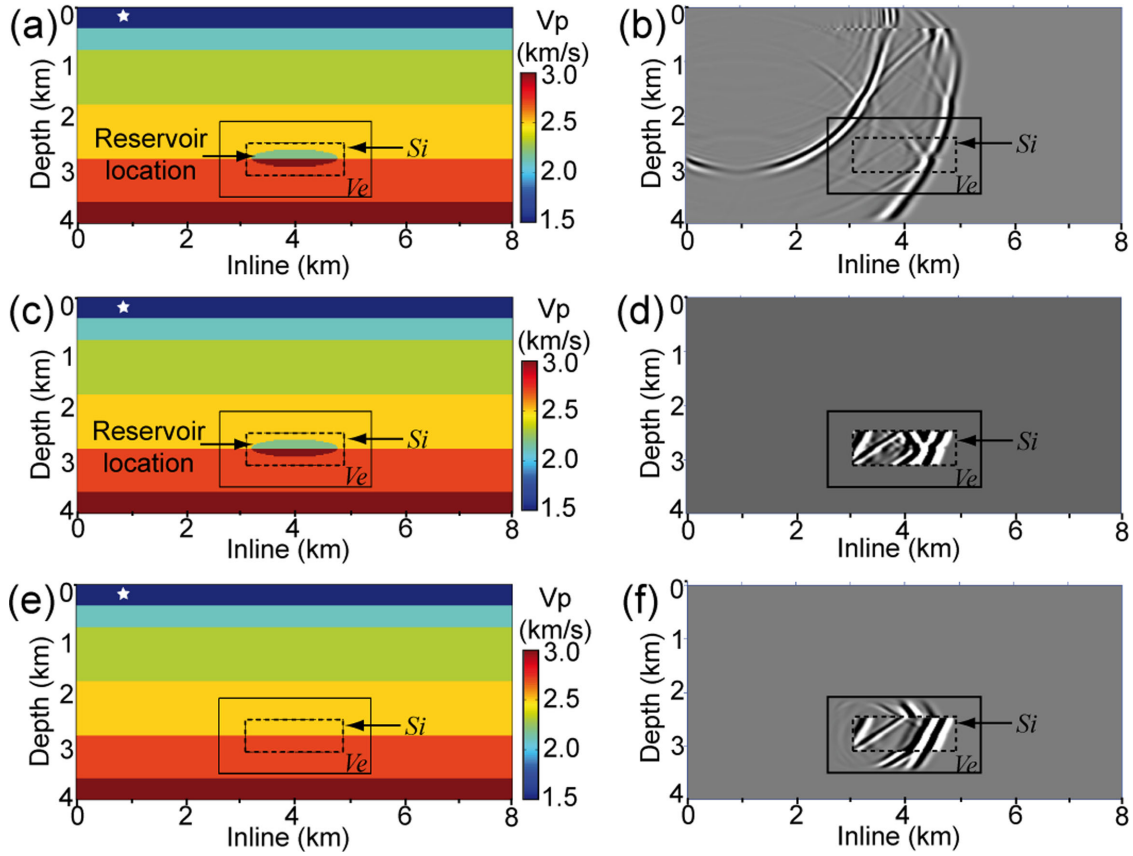 (a)
Vp
(km/s)
0
1
2
3
4
Depth (km)
Reservoir
location
Si
Ve
3.0
2.5
2.0
1.5
0 2 4 6 8
Inline (km)
(b)
0
1
2
3
4
Depth (km)
Si
Ve
0 2 4 6 8
Inline (km)
(c)
Vp
(km/s)
0
1
2
3
4
Depth (km)
Reservoir
location
Si
Ve
3.0
2.5
2.0
1.5
0 2 4 6 8
Inline (km)
(d)
0
1
2
3
4
Depth (km)
Si
Ve
0 2 4 6 8
Inline (km)
(e)
Vp
(km/s)
0
1
2
3
4
Depth (km)
Si
Ve
3.0
2.5
2.0
1.5
0 2 4 6 8
Inline (km)
(f)
0
1
2
3
4
Depth (km)
Si
Ve
0 2 4 6 8
Inline (km)